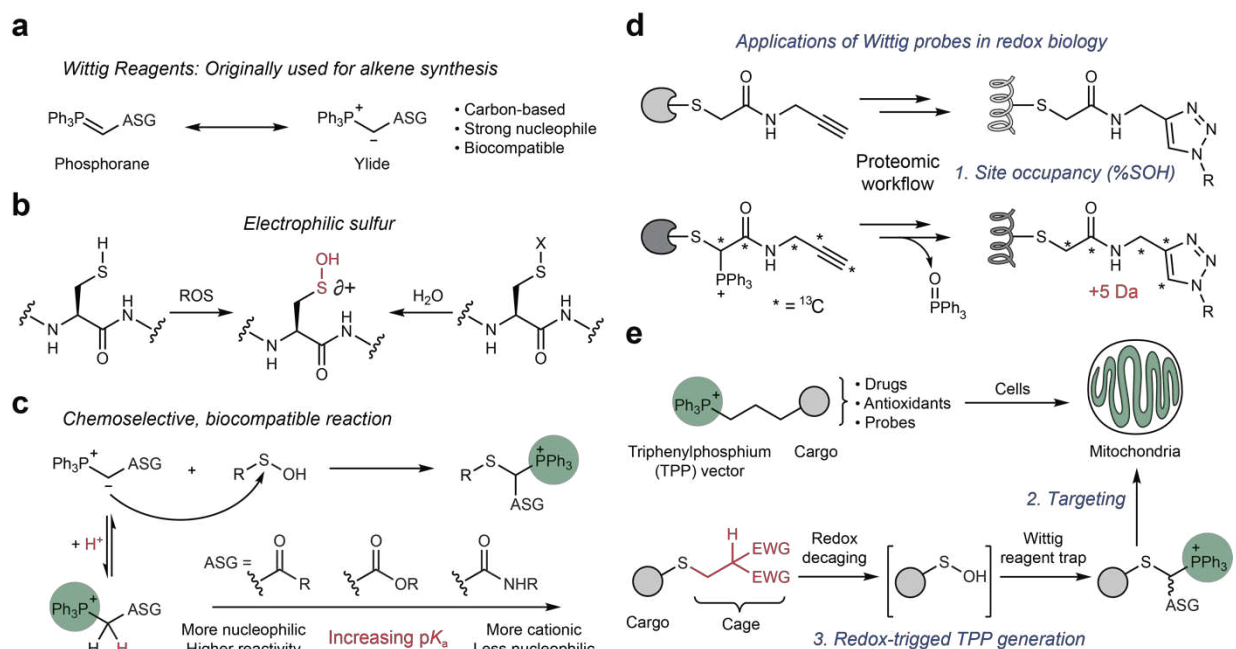 a
Wittig Reagents: Originally used for alkene synthesis
Ph3P ASG
Phosphorane
Ph3P + ASG
−
Ylide
• Carbon-based
• Strong nucleophile
• Biocompatible
b
Electrophilic sulfur
H
S
N
H
O
H
N
ROS
OH
S ∂+
N
H
O
H
N
H2O
X
S
N
H
O
H
N
c
Chemoselective, biocompatible reaction
Ph3P + ASG
−
+
R S OH
R S + PPh3
ASG
+ H+
Ph3P + ASG
H H
ASG =
O
R
O
OR
O
NHR
More nucleophilic
Higher reactivity
Increasing pKa
More cationic
Less nucleophilic
d
Applications of Wittig probes in redox biology
S O N H
Proteomic
workflow
S O N H N N N R
1. Site occupancy (%SOH)
S * O * N H * * *
PPh3
+
* = 13C
O
PPh3
S * O * N H * * * N N N R
+5 Da
e
Ph3P +
Triphenylphosphium
(TPP) vector
Cargo
• Drugs
• Antioxidants
• Probes
Cells
Mitochondria
2. Targeting
S H EWG
EWG
Cargo
Cage
Redox
decaging
S OH
Wittig
reagent trap
S + PPh3
ASG
3. Redox-trigged TPP generation